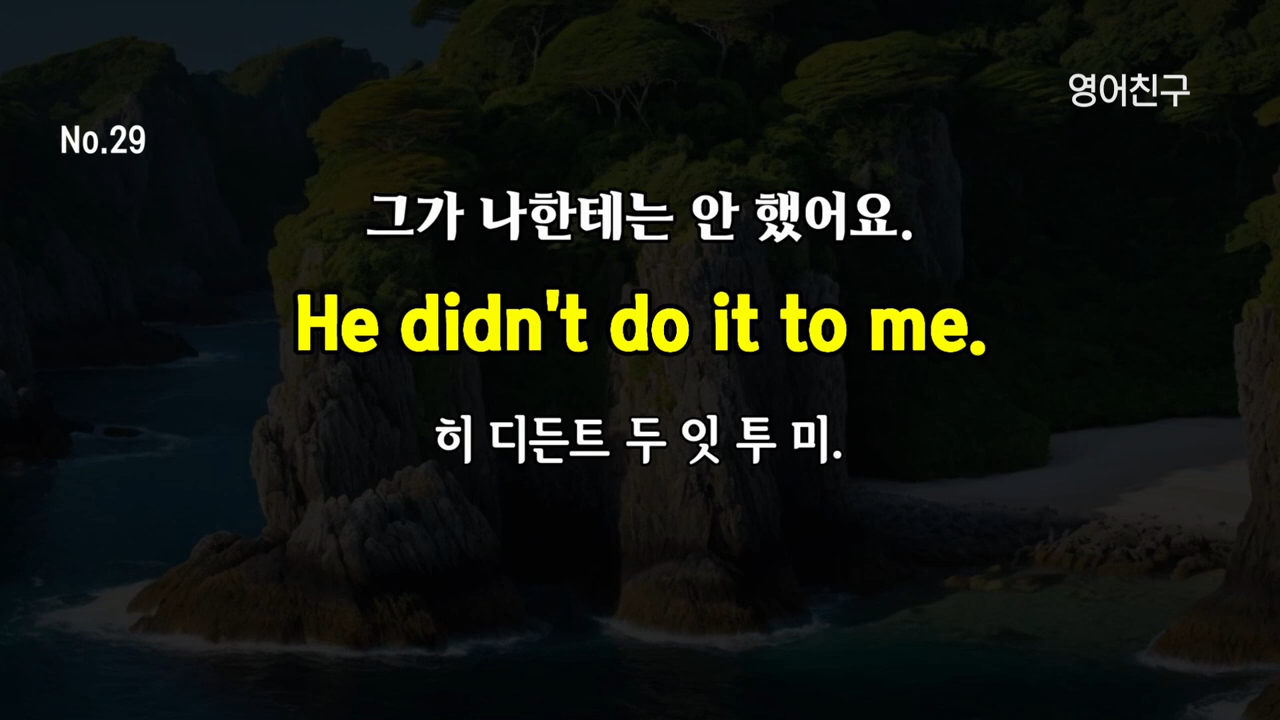 영어친구
No.29
그가 나한테는 안 했어요.
He didn't do it to me.
히 디든트 두 잇 투 미.